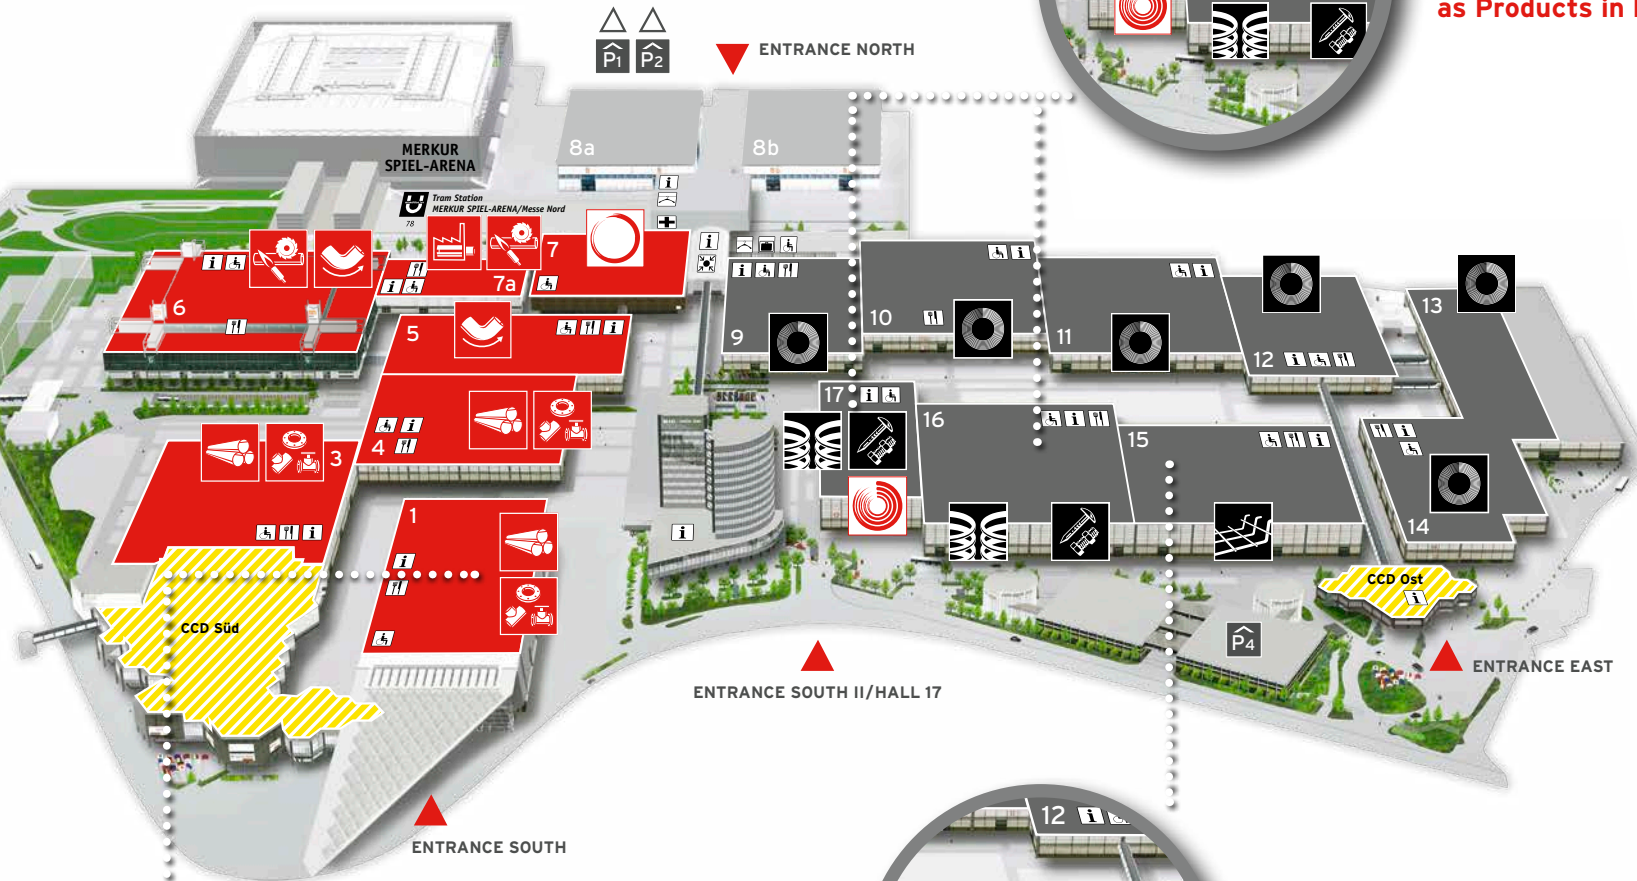 as Products in
P1 P2
ENTRANCE NORTH
MERKUR
SPIEL-ARENA
8a
8b
Tram Station
MERKUR SPIEL-ARENA/Messe Nord
78
U
i
7
7a
i
6
i
i
i
5
i
9
i
10
i
11
i
12
i
13
4
i
17
i
16
i
15
i
i
14
3
i
1
i
i
CCD Ost
i
CCD Süd
P4
ENTRANCE EAST
ENTRANCE SOUTH II/HALL 17
12 i
ENTRANCE SOUTH